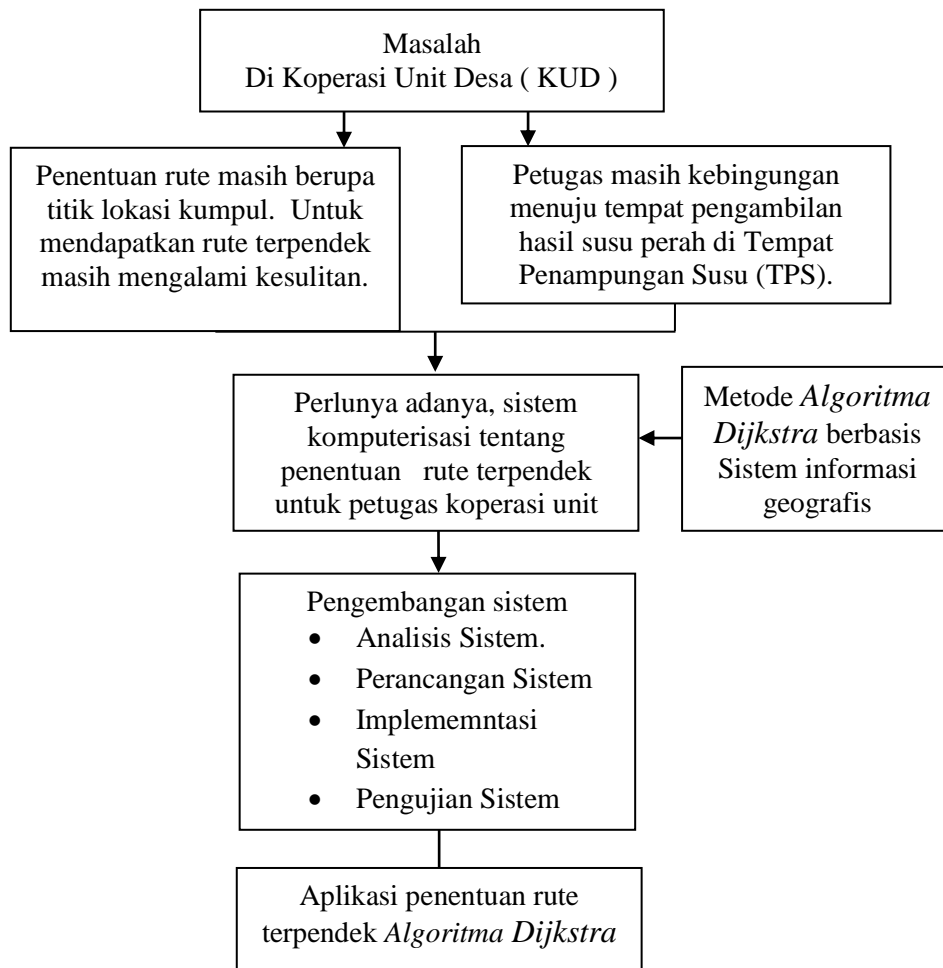 Masalah
Di Koperasi Unit Desa ( KUD )
Penentuan rute masih berupa
titik lokasi kumpul. Untuk
mendapatkan rute terpendek
masih mengalami kesulitan.
Petugas masih kebingungan
menuju tempat pengambilan
hasil susu perah di Tempat
Penampungan Susu (TPS).
Perlunya adanya, sistem
komputerisasi tentang
penentuan rute terpendek
untuk petugas koperasi unit
Metode Algoritma
Dijkstra berbasis
Sistem informasi
geografis
Pengembangan sistem
• Analisis Sistem.
• Perancangan Sistem
• Implememntasi
Sistem
• Pengujian Sistem
Aplikasi penentuan rute
terpendek Algoritma Dijkstra